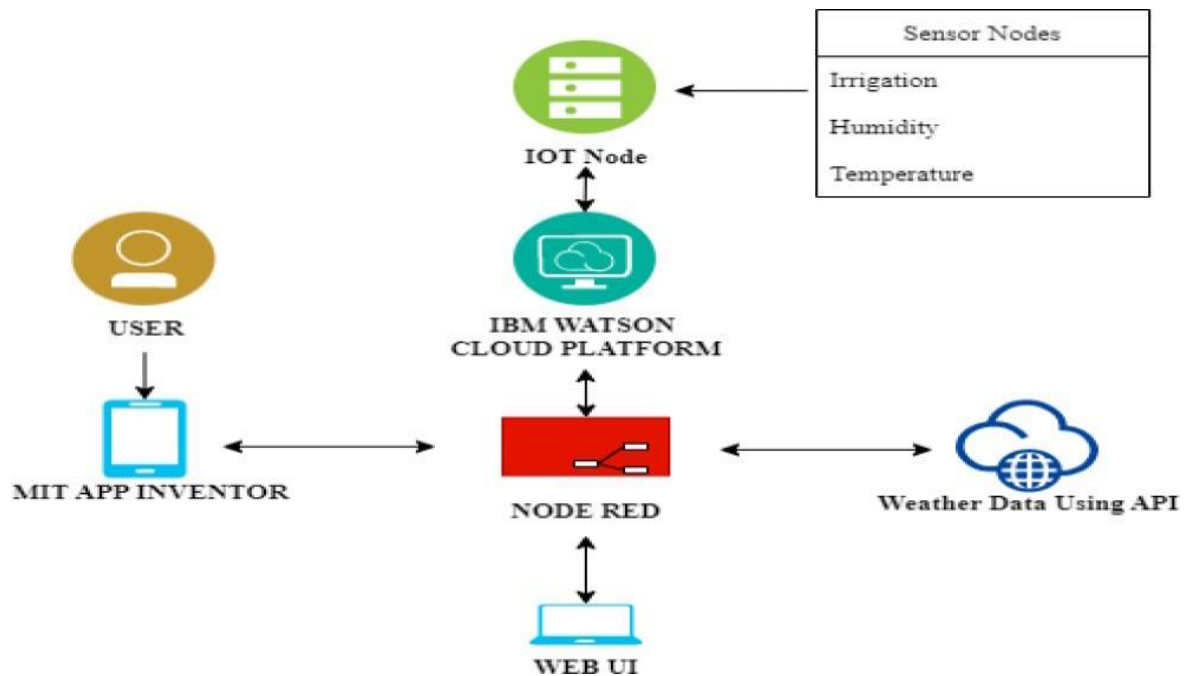 Sensor Nodes
Irrigation
Humidity
Temperature
IOT Node
USER
IBM WATSON
CLOUD PLATFORM
MIT APP INVENTOR
NODE RED
Weather Data Using API
WEB UI